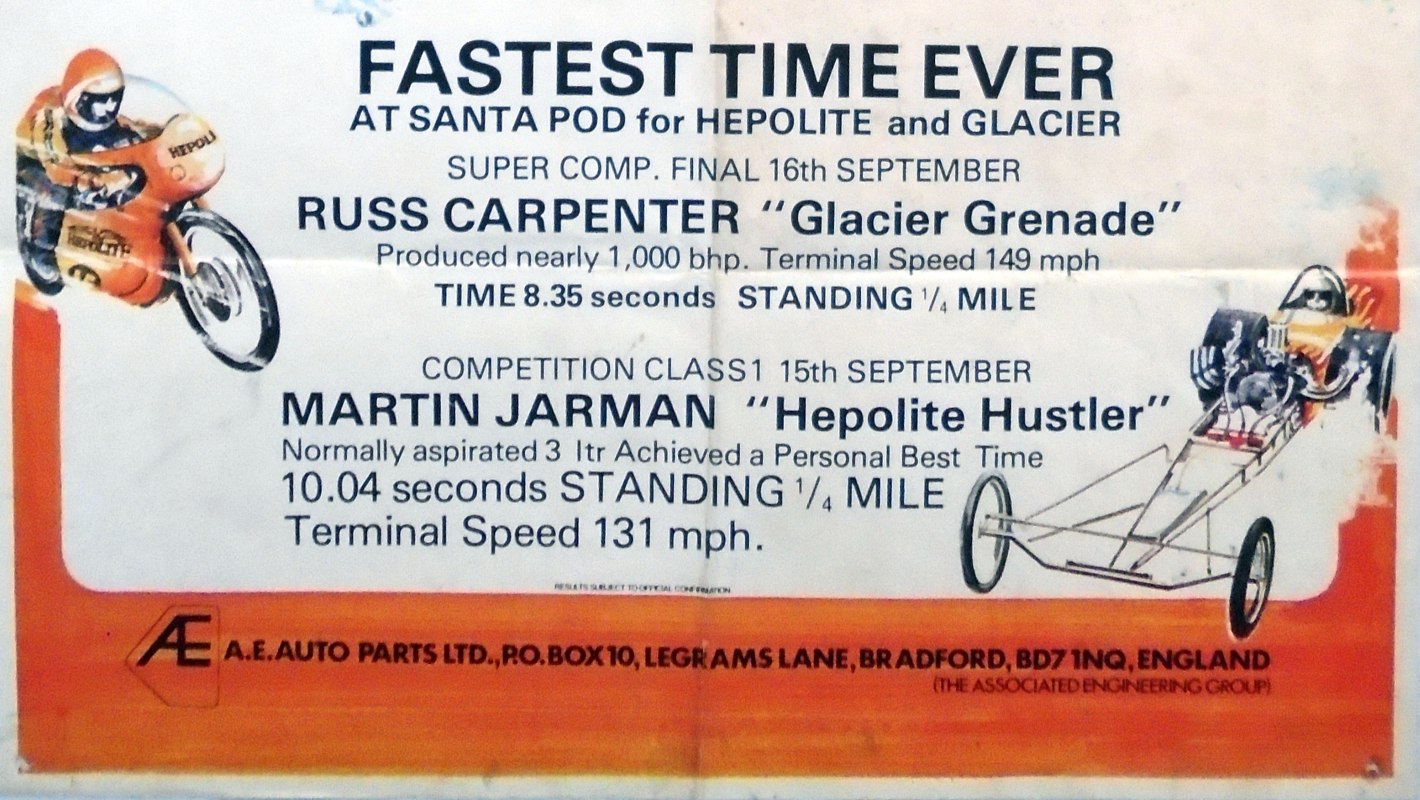 FASTEST TIME EVER
AT SANTA POD for HEPOLITE and GLACIER
SUPER COMP. FINAL 16th SEPTEMBER
RUSS CARPENTER "Glacier Grenade"
Produced nearly 1,000 bhp. Terminal Speed 149 mph
TIME 8.35 seconds STANDING 1/4 MILE
COMPETITION CLASS1 15th SEPTEMBER
MARTIN JARMAN "Hepolite Hustler"
Normally aspirated 3 ltr Achieved a Personal Best Time
10.04 seconds STANDING 1/4 MILE
Terminal Speed 131 mph.
RESULTS SUBJECT TO OFFICIAL CONFIRMATION
HEPOLI
HEPOLITE
AE A.E. AUTO PARTS LTD., P.O. BOX 10, LEGRAMS LANE, BRADFORD, BD7 1NQ, ENGLAND
(THE ASSOCIATED ENGINEERING GROUP)